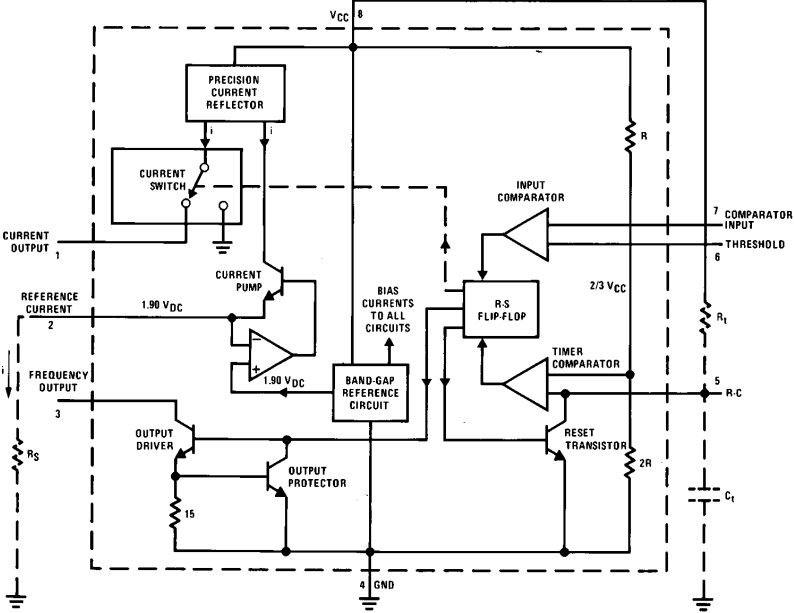 VCC 8
PRECISION
CURRENT
REFLECTOR
i i
R
CURRENT
SWITCH
INPUT
COMPARATOR
7 COMPARATOR
INPUT
THRESHOLD
6
CURRENT
OUTPUT
1
CURRENT
PUMP
BIAS
CURRENTS
TO ALL
CIRCUITS
R-S
FLIP-FLOP
2/3 VCC
REFERENCE
CURRENT
2
1.90 VDC
Rt
i
−
+
1.90 VDC
TIMER
COMPARATOR
FREQUENCY
OUTPUT
3
BAND-GAP
REFERENCE
CIRCUIT
5
R-C
OUTPUT
DRIVER
RESET
TRANSISTOR
RS
OUTPUT
PROTECTOR
2R
15
Ct
4 GND